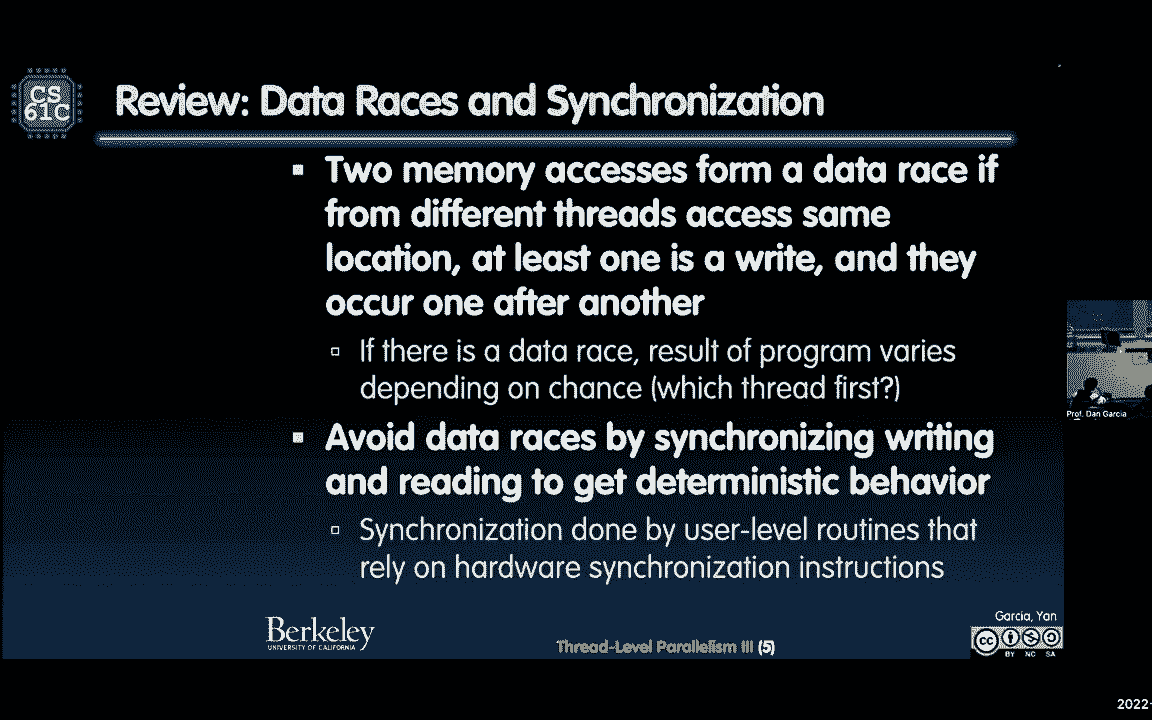 CS
61C
Review: Data Races and Synchronization
▪ Two memory accesses form a data race if
from different threads access same
location, at least one is a write, and they
occur one after another
▫ If there is a data race, result of program varies
depending on chance (which thread first?)
▪ Avoid data races by synchronizing writing
and reading to get deterministic behavior
▫ Synchronization done by user-level routines that
rely on hardware synchronization instructions
Prof. Dan Garcia
Berkeley
UNIVERSITY OF CALIFORNIA
Thread-Level Parallelism III (5)
Garcia, Yan
cc
BY NC SA
2022-